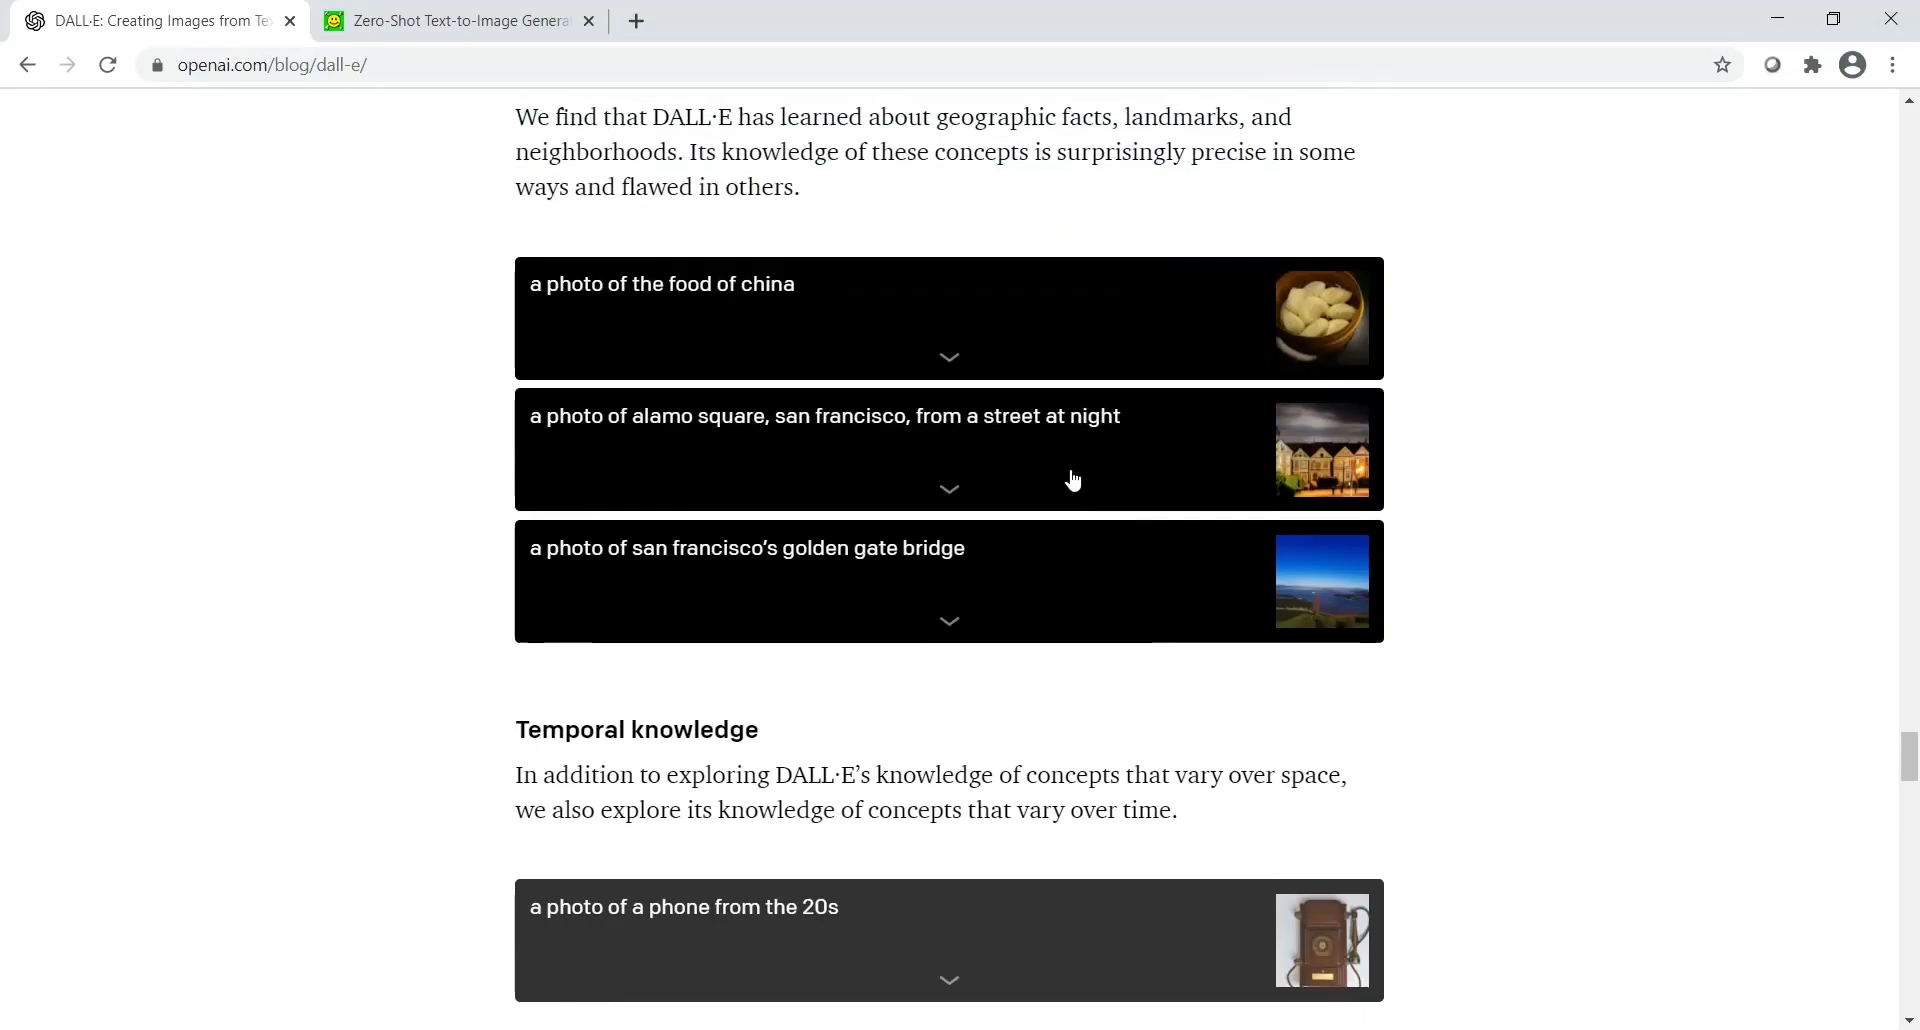 DALL·E: Creating Images from Te
Zero-Shot Text-to-Image Genera
openai.com/blog/dall-e/
We find that DALL·E has learned about geographic facts, landmarks, and
neighborhoods. Its knowledge of these concepts is surprisingly precise in some
ways and flawed in others.
a photo of the food of china
a photo of alamo square, san francisco, from a street at night
a photo of san francisco’s golden gate bridge
Temporal knowledge
In addition to exploring DALL·E’s knowledge of concepts that vary over space,
we also explore its knowledge of concepts that vary over time.
a photo of a phone from the 20s